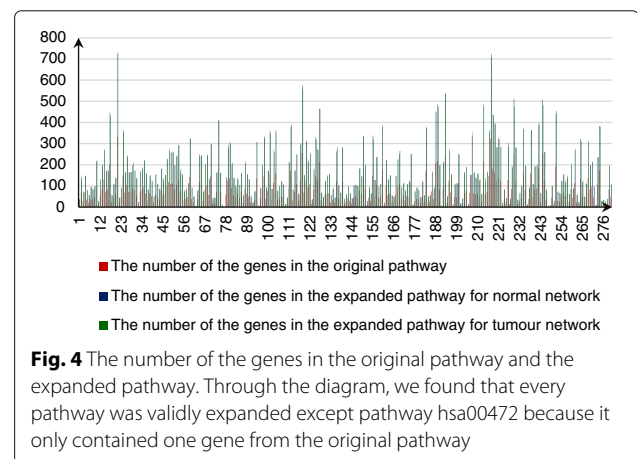 800
700
600
500
400
300
200
100
0
1 12 23 34 45 56 67 78 89 100 111 122 133 144 155 166 177 188 199 210 221 232 243 254 265 276
The number of the genes in the original pathway
The number of the genes in the expanded pathway for normal network
The number of the genes in the expanded pathway for tumour network
Fig. 4 The number of the genes in the original pathway and the
expanded pathway. Through the diagram, we found that every
pathway was validly expanded except pathway hsa00472 because it
only contained one gene from the original pathway